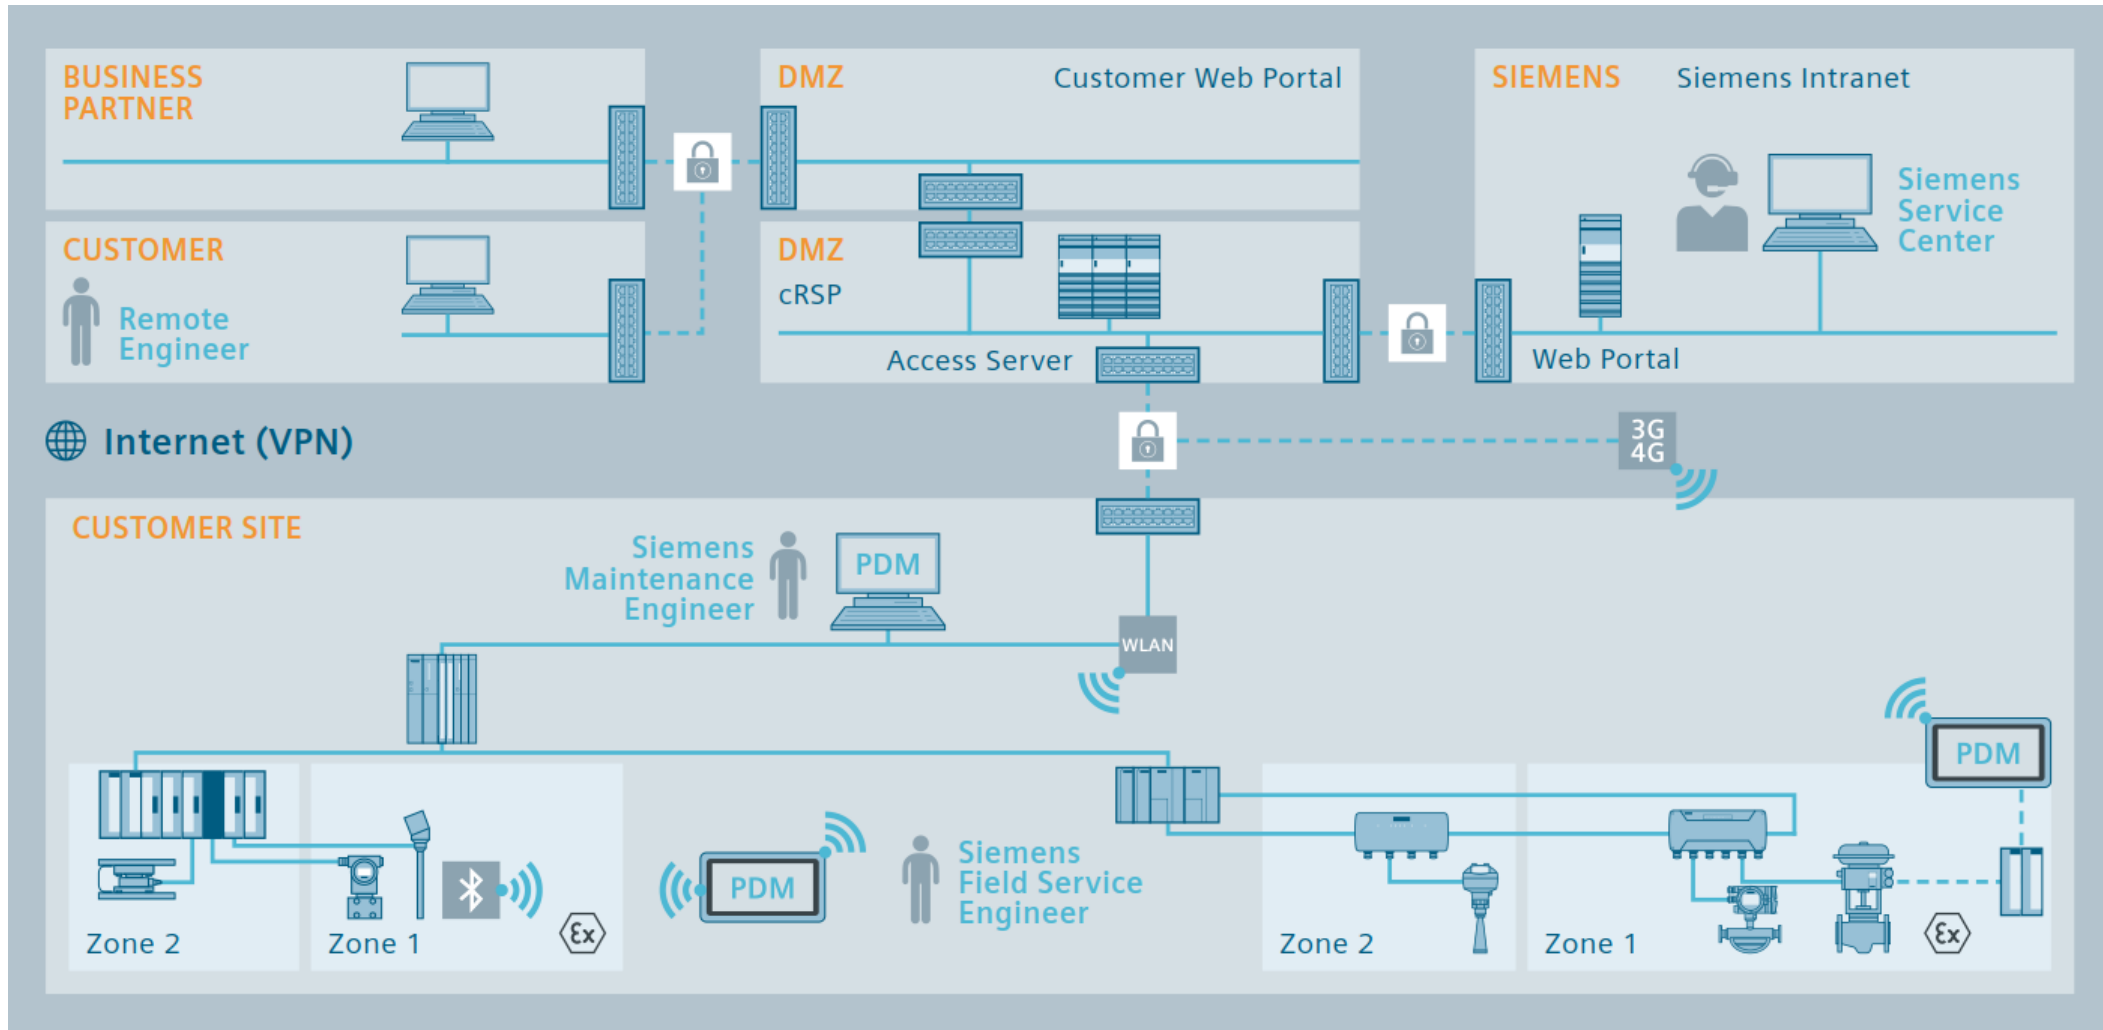 BUSINESS
PARTNER
DMZ
Customer Web Portal
SIEMENS
Siemens Intranet
Siemens
Service
Center
CUSTOMER
Remote
Engineer
DMZ
cRSP
Access Server
Web Portal
Internet (VPN)
3G
4G
CUSTOMER SITE
Siemens
Maintenance
Engineer
PDM
WLAN
PDM
Zone 2
Zone 1
Ex
PDM
Siemens
Field Service
Engineer
Zone 2
Zone 1
Ex